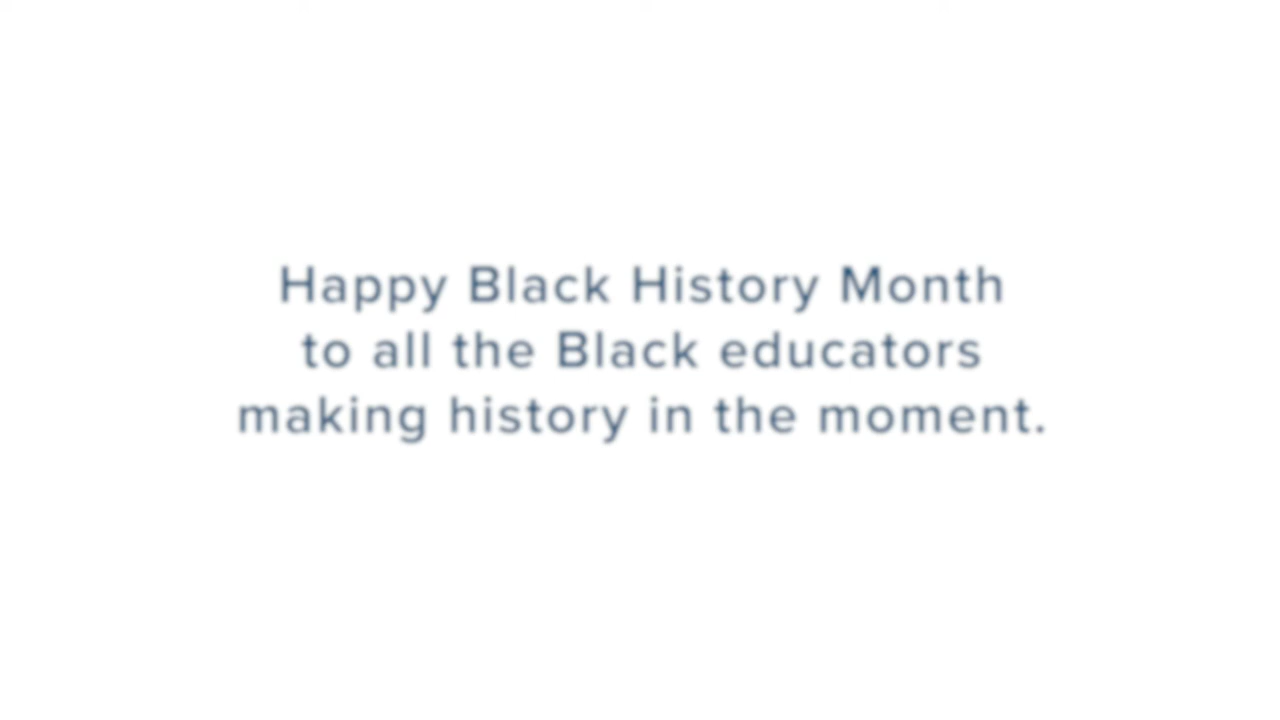 Happy Black History Month
to all the Black educators
making history in the moment.